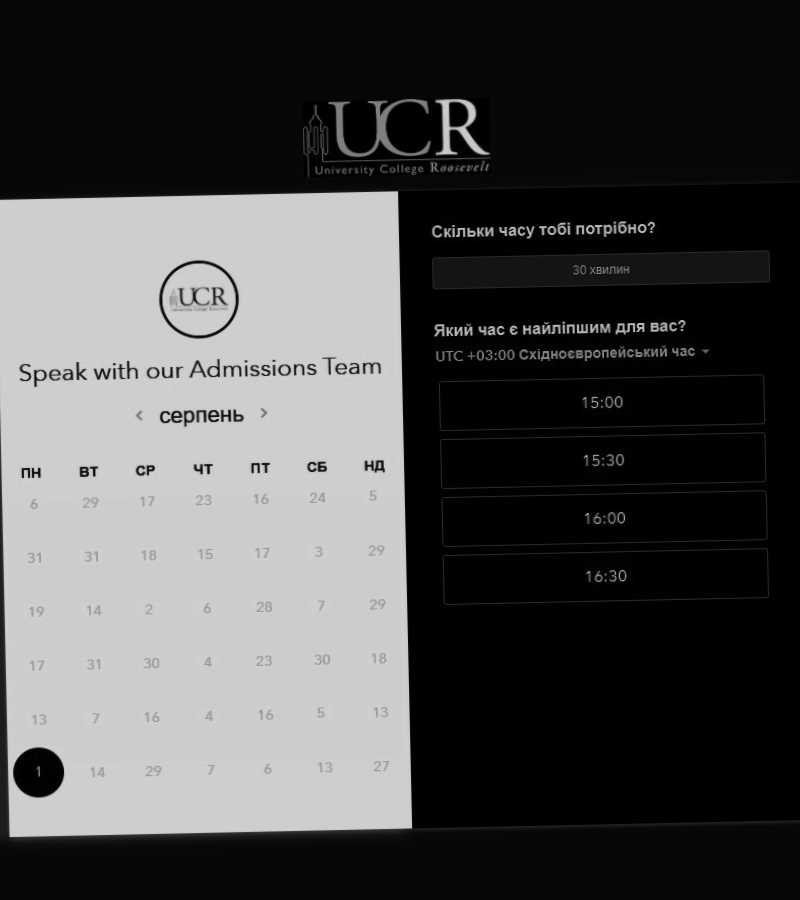 UCR
University College Roosevelt
UCR
Speak with our Admissions Team
серпень
ПН ВТ СР ЧТ ПТ СБ НД
6 29 17 23 16 24 5
31 31 18 15 17 3 29
19 14 2 6 28 7 29
17 31 30 4 23 30 18
13 7 16 4 16 5 13
1 14 29 7 6 13 27
Скільки часу тобі потрібно?
30 хвилин
Який час є найліпшим для вас?
UTC +03:00 Східноєвропейський час
15:00
15:30
16:00
16:30